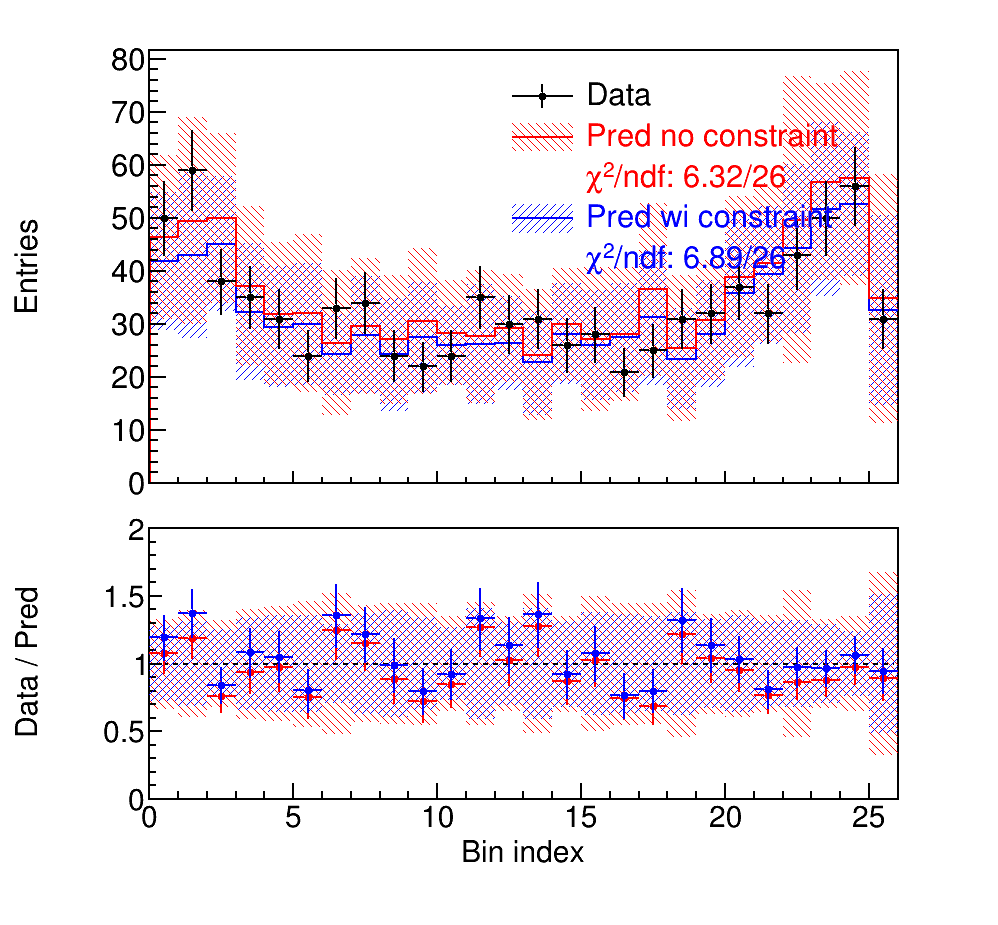 Entries
80
70
60
50
40
30
20
10
0
Data
Pred no constraint
χ²/ndf: 6.32/26
Pred wi constraint
χ²/ndf: 6.89/26
Data / Pred
2
1.5
1
0.5
0
0 5 10 15 20 25
Bin index